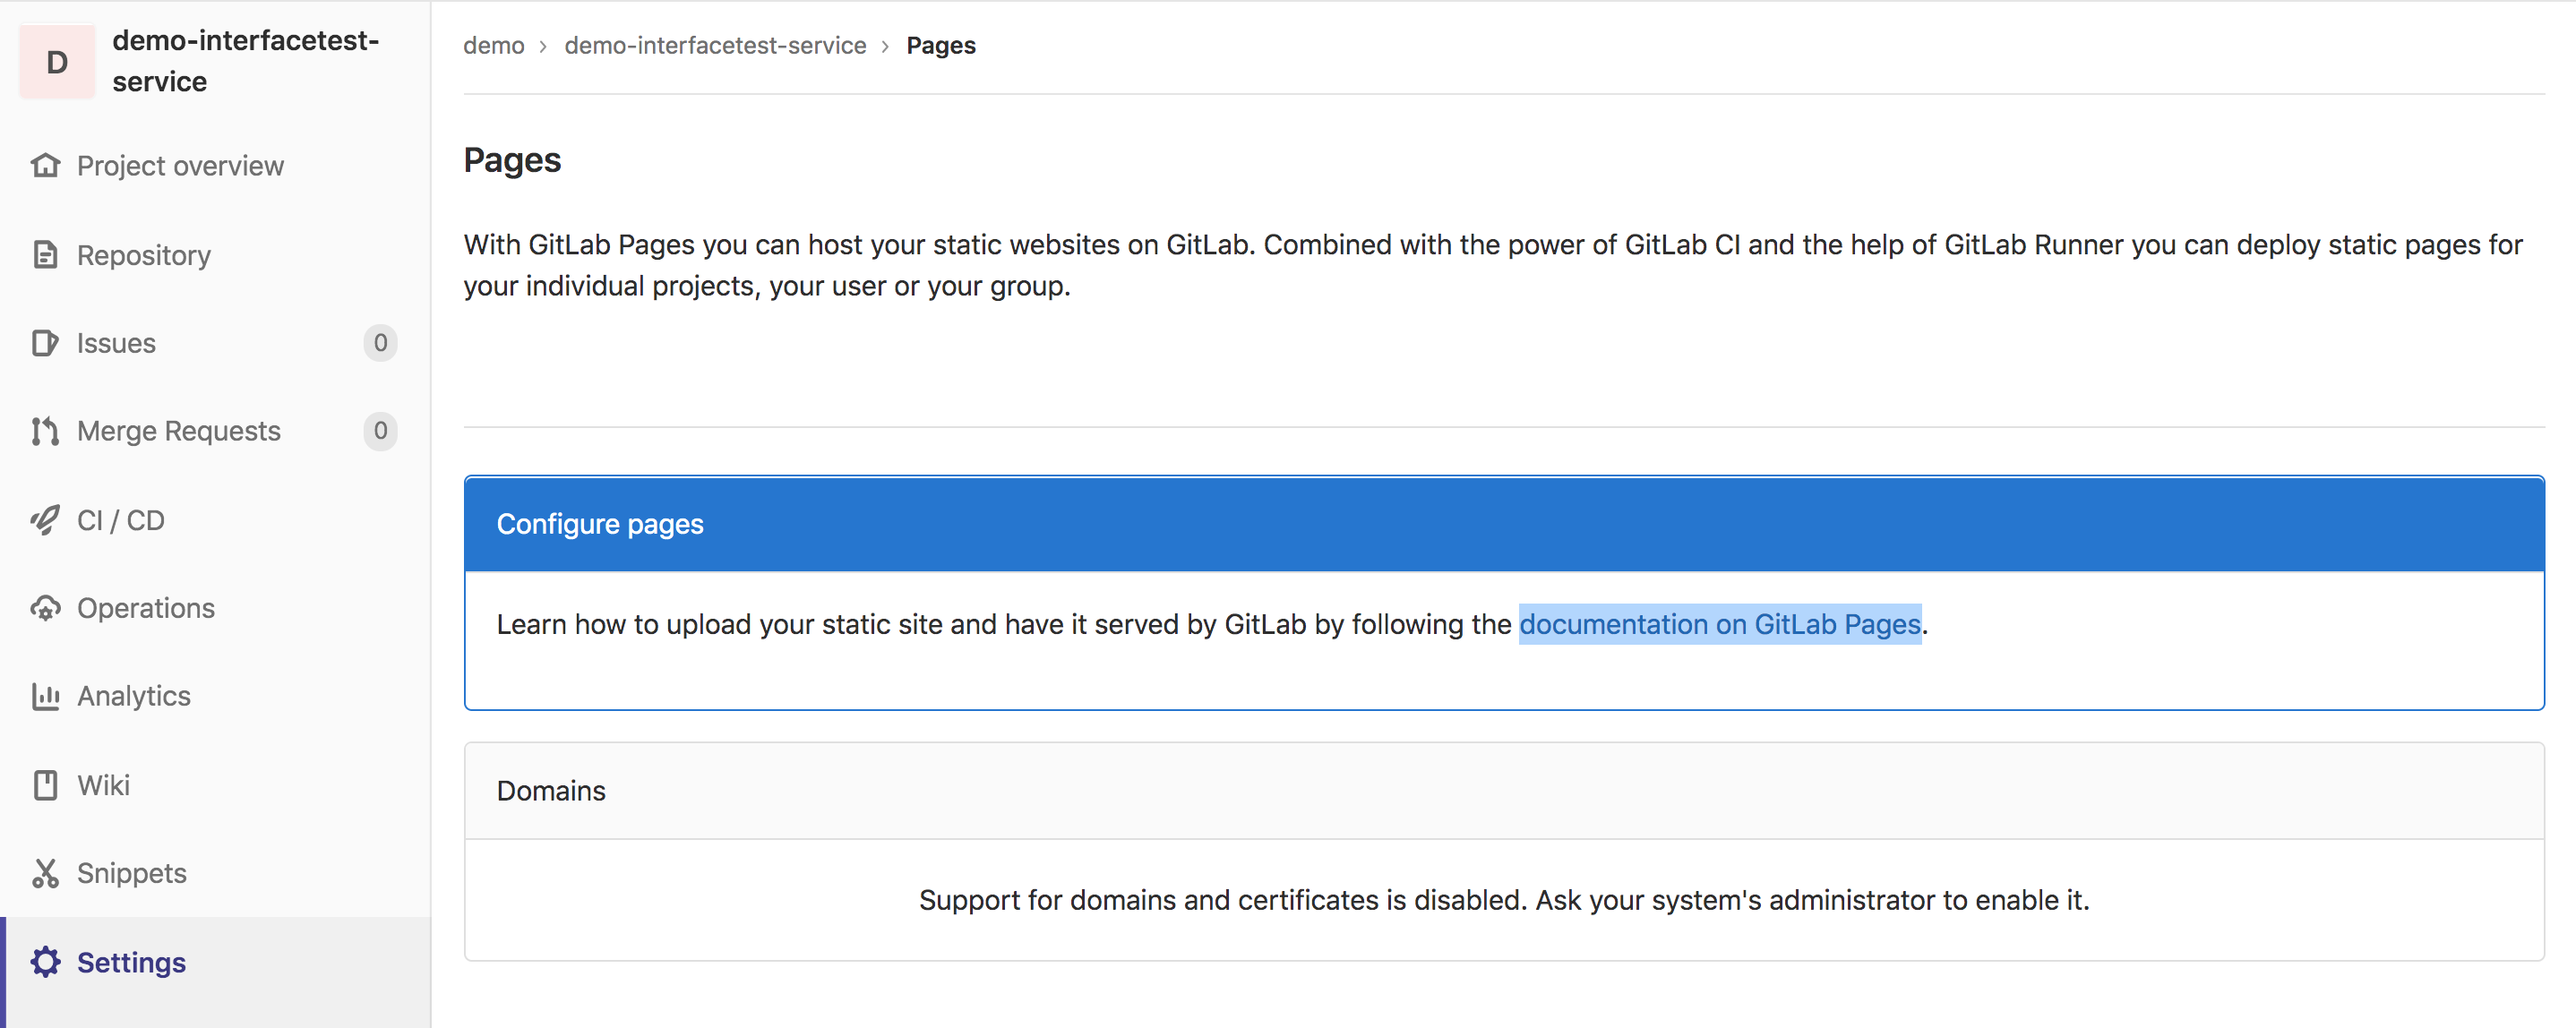 D
demo-interfacetest-
service
Project overview
Repository
Issues 0
Merge Requests 0
CI / CD
Operations
Analytics
Wiki
Snippets
Settings
demo › demo-interfacetest-service › Pages
Pages
With GitLab Pages you can host your static websites on GitLab. Combined with the power of GitLab CI and the help of GitLab Runner you can deploy static pages for
your individual projects, your user or your group.
Configure pages
Learn how to upload your static site and have it served by GitLab by following the documentation on GitLab Pages.
Domains
Support for domains and certificates is disabled. Ask your system's administrator to enable it.